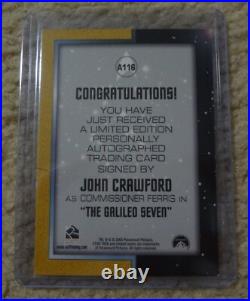 A116
CONGRATULATIONS!
YOU HAVE
JUST RECEIVED
A LIMITED EDITION
PERSONALLY
AUTOGRAPHED
TRADING CARD
SIGNED BY
JOHN CRAWFORD
AS COMMISSIONER FERRIS IN
"THE GALILEO SEVEN"